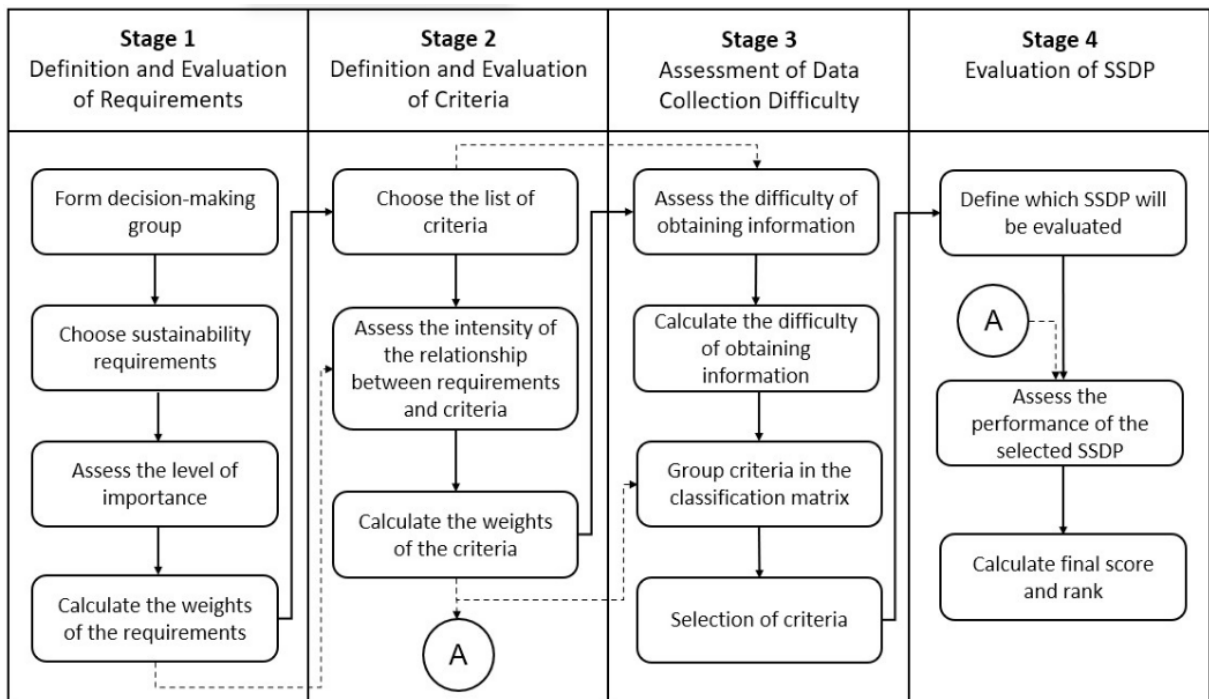 Stage 1
Definition and Evaluation
of Requirements
Stage 2
Definition and Evaluation
of Criteria
Stage 3
Assessment of Data
Collection Difficulty
Stage 4
Evaluation of SSDP
Form decision-making
group
Choose sustainability
requirements
Assess the level of
importance
Calculate the weights
of the requirements
Choose the list of
criteria
Assess the intensity of
the relationship
between requirements
and criteria
Calculate the weights
of the criteria
A
Assess the difficulty of
obtaining information
Calculate the difficulty
of obtaining
information
Group criteria in the
classification matrix
Selection of criteria
Define which SSDP will
be evaluated
A
Assess the
performance of the
selected SSDP
Calculate final score
and rank